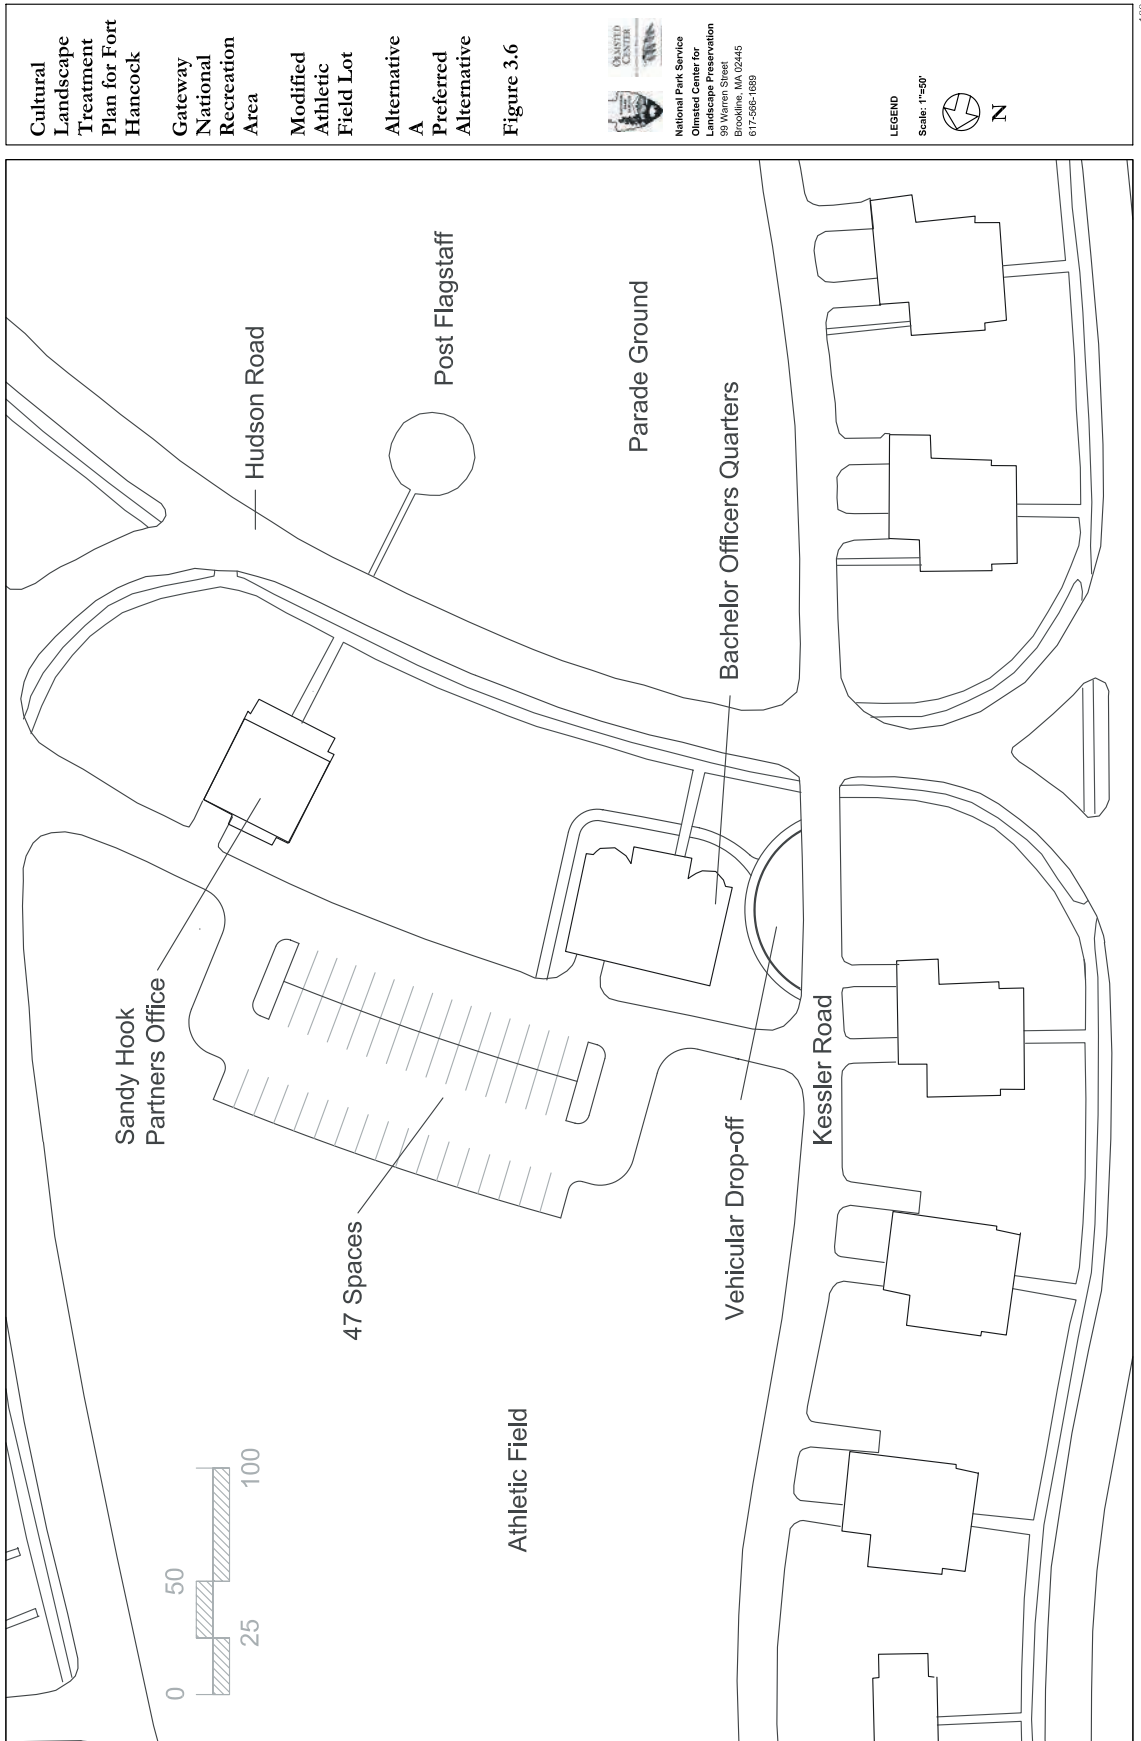 Cultural
Landscape
Treatment
Plan for Fort
Hancock
Gateway
National
Recreation
Area
Modified
Athletic
Field Lot
Alternative
A
Preferred
Alternative
Figure 3.6
OLMSTED
CENTER
National Park Service
Olmsted Center for
Landscape Preservation
99 Warren Street
Brookline, MA 02445
617-566-1689
LEGEND
Scale: 1"=50'
N
Hudson Road
Post Flagstaff
Parade Ground
Bachelor Officers Quarters
Sandy Hook
Partners Office
47 Spaces
Vehicular Drop-off
Kessler Road
Athletic Field
0
25
50
100